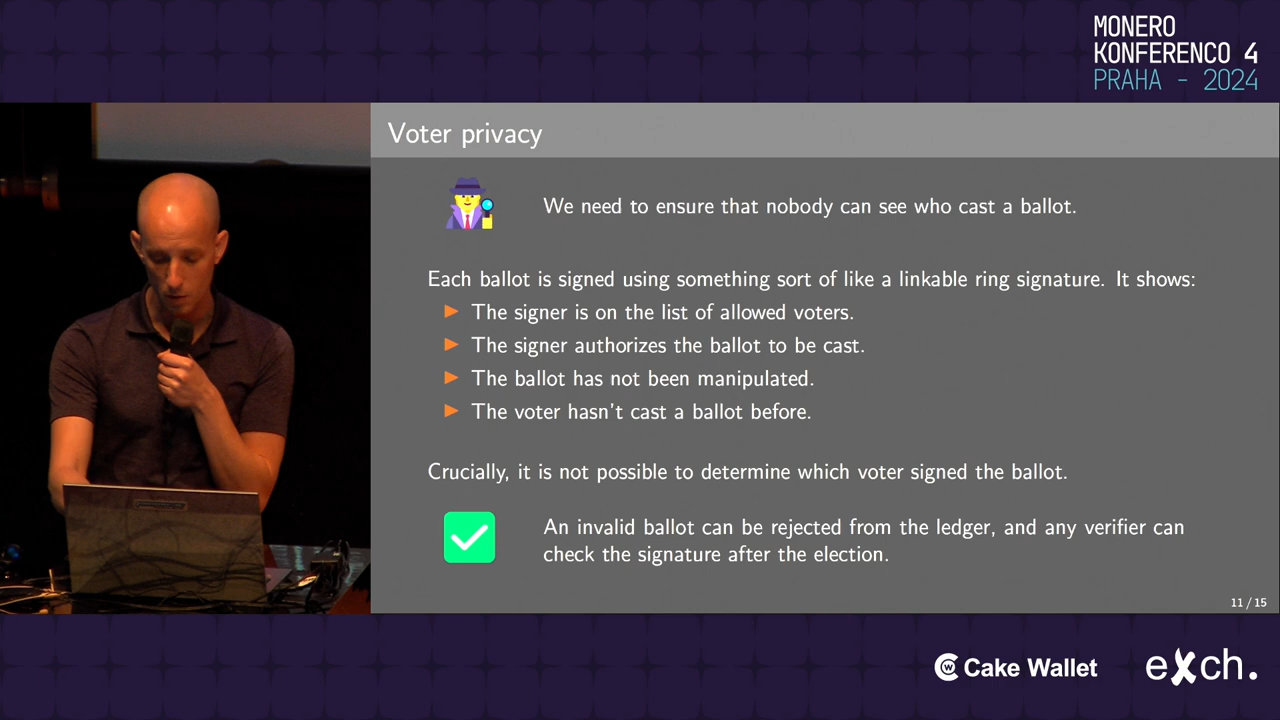 MONERO
KONFERENCO 4
PRAHA - 2024
Voter privacy
We need to ensure that nobody can see who cast a ballot.
Each ballot is signed using something sort of like a linkable ring signature. It shows:
The signer is on the list of allowed voters.
The signer authorizes the ballot to be cast.
The ballot has not been manipulated.
The voter hasn't cast a ballot before.
Crucially, it is not possible to determine which voter signed the ballot.
An invalid ballot can be rejected from the ledger, and any verifier can
check the signature after the election.
11 / 15
Cake Wallet
eXch.